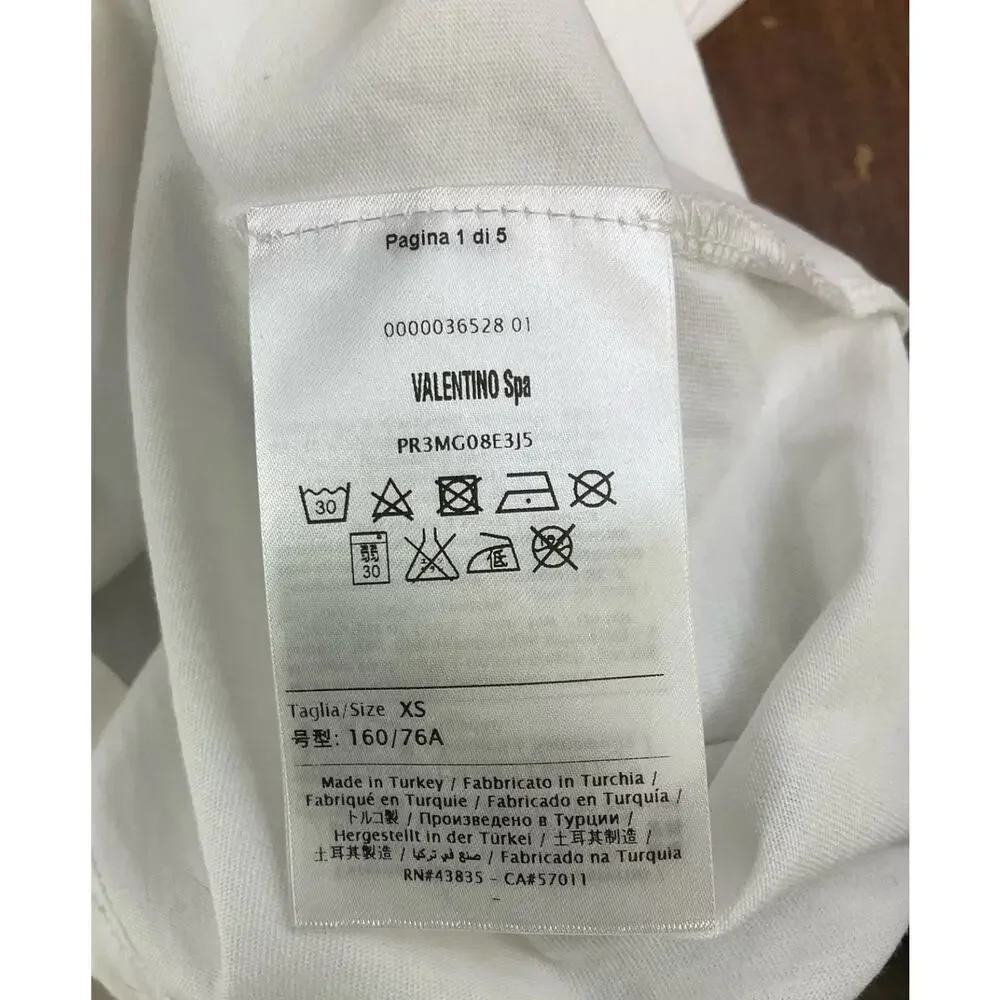 Pagina 1 di 5
0000036528 01
VALENTINO Spa
PR3MG08E3J5
30
弱
30
低
Taglia/Size XS
号型: 160/76A
Made in Turkey / Fabbricato in Turchia /
Fabriqué en Turquie / Fabricado en Turquía /
トルコ製 / Произведено в Турции /
Hergestellt in der Türkei / 土耳其制造 /
土耳其製造 / صنع في تركيا / Fabricado na Turquia
RN#43835 - CA#57011
-